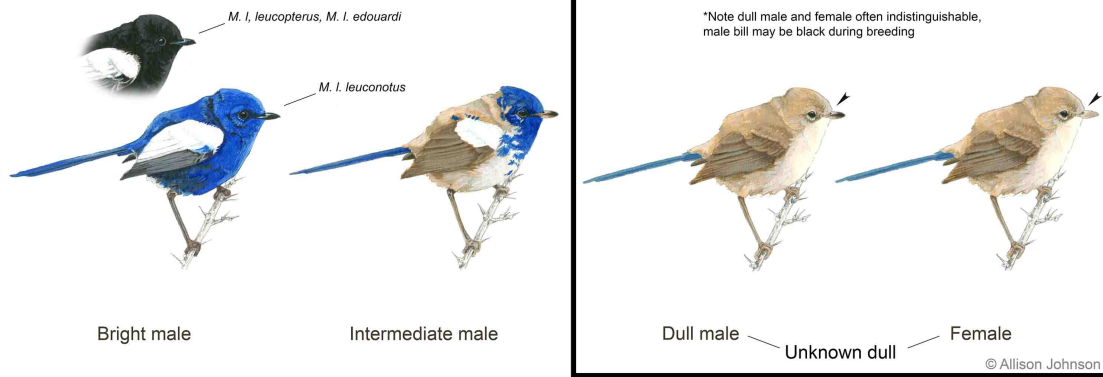 M. l, leucopterus, M. l. edouardi
M. l. leuconotus
Bright male
Intermediate male
*Note dull male and female often indistinguishable,
male bill may be black during breeding
Dull male
Female
Unknown dull
© Allison Johnson